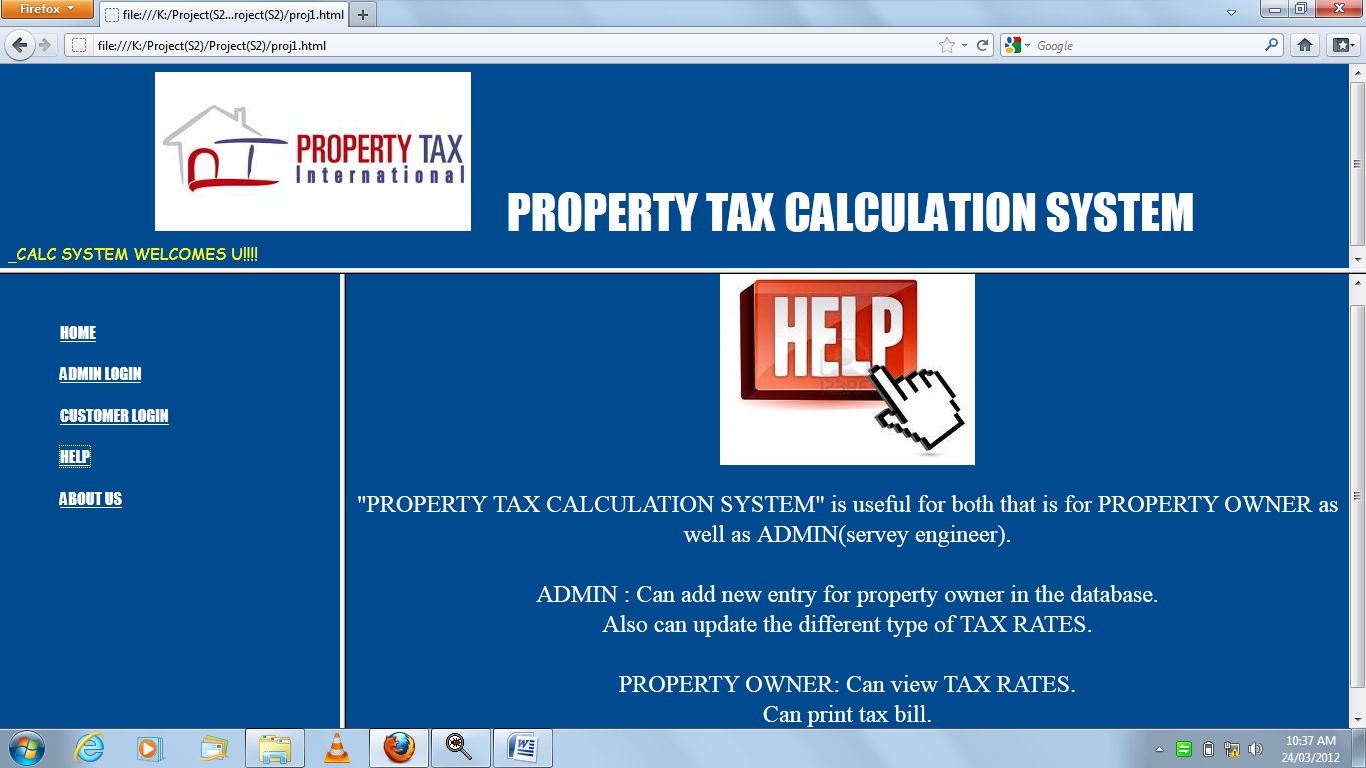 Firefox
file:///K:/Project(S2...roject(S2)/proj1.html
file:///K:/Project(S2)/Project(S2)/proj1.html
Google
PROPERTY TAX
International
PROPERTY TAX CALCULATION SYSTEM
_CALC SYSTEM WELCOMES U!!!!
HOME
ADMIN LOGIN
CUSTOMER LOGIN
HELP
ABOUT US
HELP
"PROPERTY TAX CALCULATION SYSTEM" is useful for both that is for PROPERTY OWNER as
well as ADMIN(servey engineer).
ADMIN : Can add new entry for property owner in the database.
Also can update the different type of TAX RATES.
PROPERTY OWNER: Can view TAX RATES.
Can print tax bill.
10:37 AM
24/03/2012